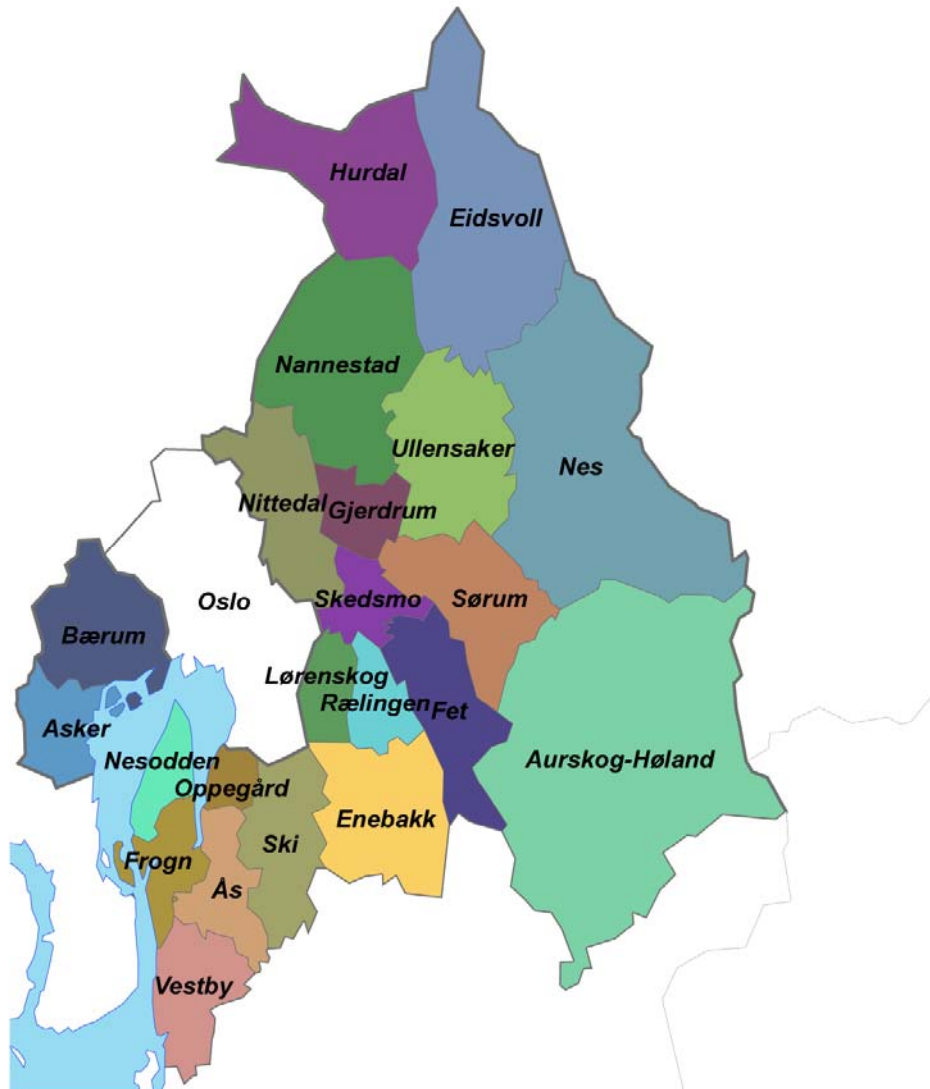 Hurdal
Eidsvoll
Nannestad
Ullensaker
Nes
Nittedal
Gjerdrum
Oslo
Skedsmo
Sørum
Bærum
Lørenskog
Rælingen
Fet
Asker
Nesodden
Aurskog-Høland
Oppegård
Enebakk
Ski
Frogn
Ås
Vestby